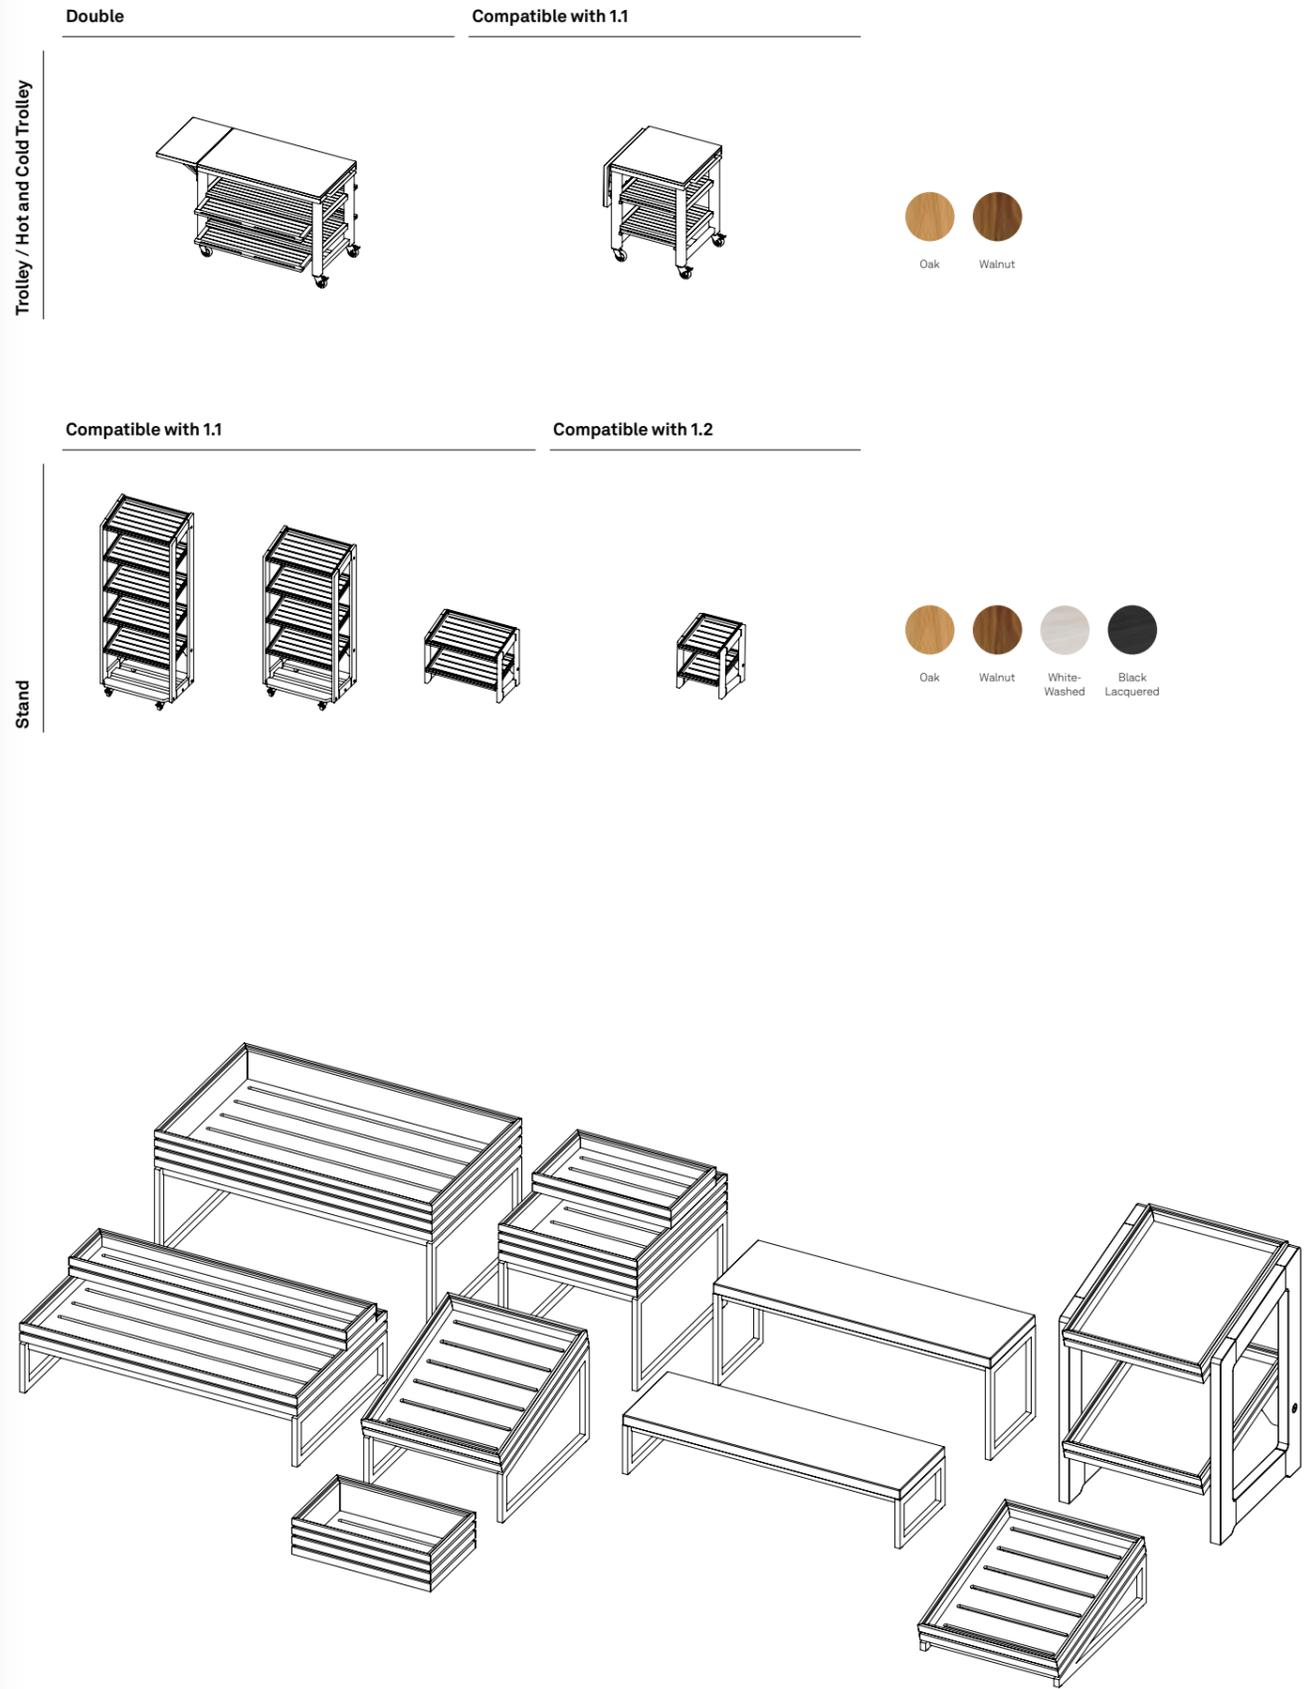 Double
Compatible with 1.1
Trolley / Hot and Cold Trolley
Oak
Walnut
Compatible with 1.1
Compatible with 1.2
Stand
Oak
Walnut
White-
Washed
Black
Lacquered